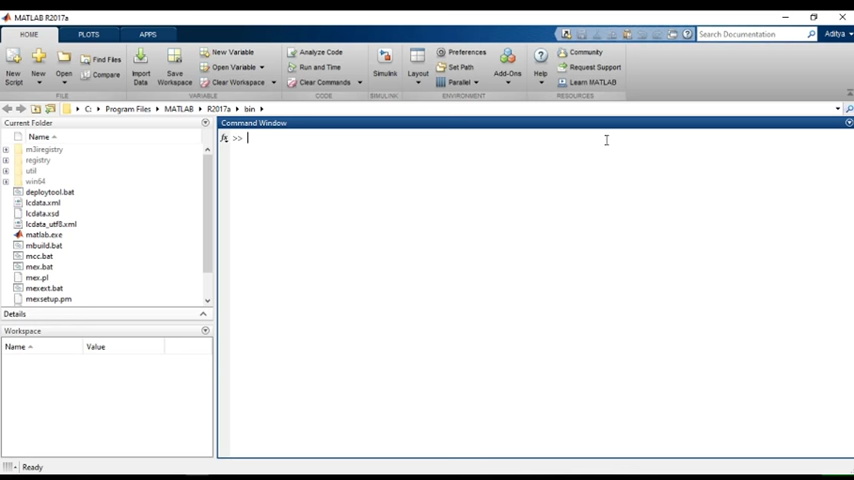 MATLAB R2017a
HOME PLOTS APPS Search Documentation Aditya
New Script New Open Find Files Compare Import Data Save Workspace New Variable Open Variable Clear Workspace Analyze Code Run and Time Clear Commands Simulink Layout Preferences Set Path Parallel Add-Ons Help Community Request Support Learn MATLAB
FILE VARIABLE CODE SIMULINK ENVIRONMENT RESOURCES
C: Program Files MATLAB R2017a bin
Current Folder
Name
m3iregistry
registry
util
win64
deploytool.bat
lcdata.xml
lcdata.xsd
lcdata_utf8.xml
matlab.exe
mbuild.bat
mcc.bat
mex.bat
mex.pl
mexext.bat
mexsetup.pm
Details
Workspace
Name Value
Command Window
fx >>
Ready